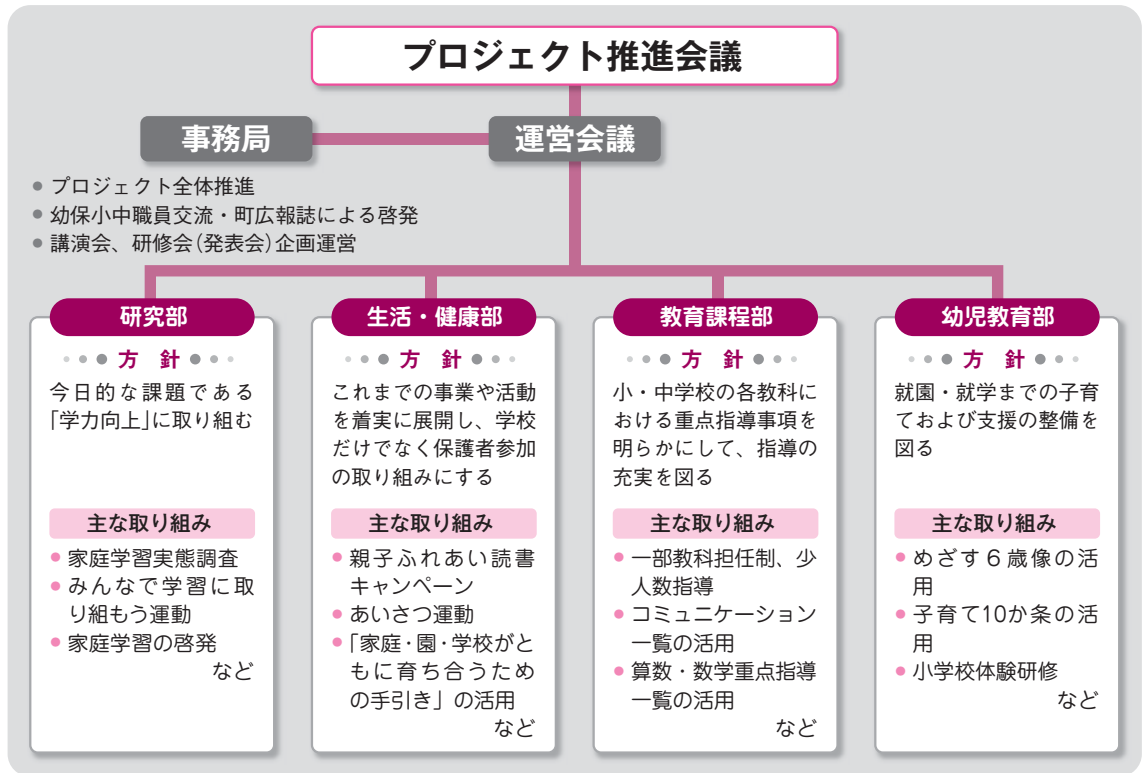 プロジェクト推進会議
事務局
運営会議
● プロジェクト全体推進
● 幼保小中職員交流・町広報誌による啓発
● 講演会、研修会(発表会)企画運営
研究部
方 針
今日的な課題である
「学力向上」に取り組む
主な取り組み
● 家庭学習実態調査
● みんなで学習に取
り組もう運動
● 家庭学習の啓発
など
生活・健康部
方 針
これまでの事業や活動
を着実に展開し、学校
だけでなく保護者参加
の取り組みにする
主な取り組み
● 親子ふれあい読書
キャンペーン
● あいさつ運動
● 「家庭・園・学校がと
もに育ち合うため
の手引き」の活用
など
教育課程部
方 針
小・中学校の各教科に
おける重点指導事項を
明らかにして、指導の
充実を図る
主な取り組み
● 一部教科担任制、少
人数指導
● コミュニケーション
一覧の活用
● 算数・数学重点指導
一覧の活用
など
幼児教育部
方 針
就園・就学までの子育
ておよび支援の整備を
図る
主な取り組み
● めざす6歳像の活
用
● 子育て10か条の活
用
● 小学校体験研修
など